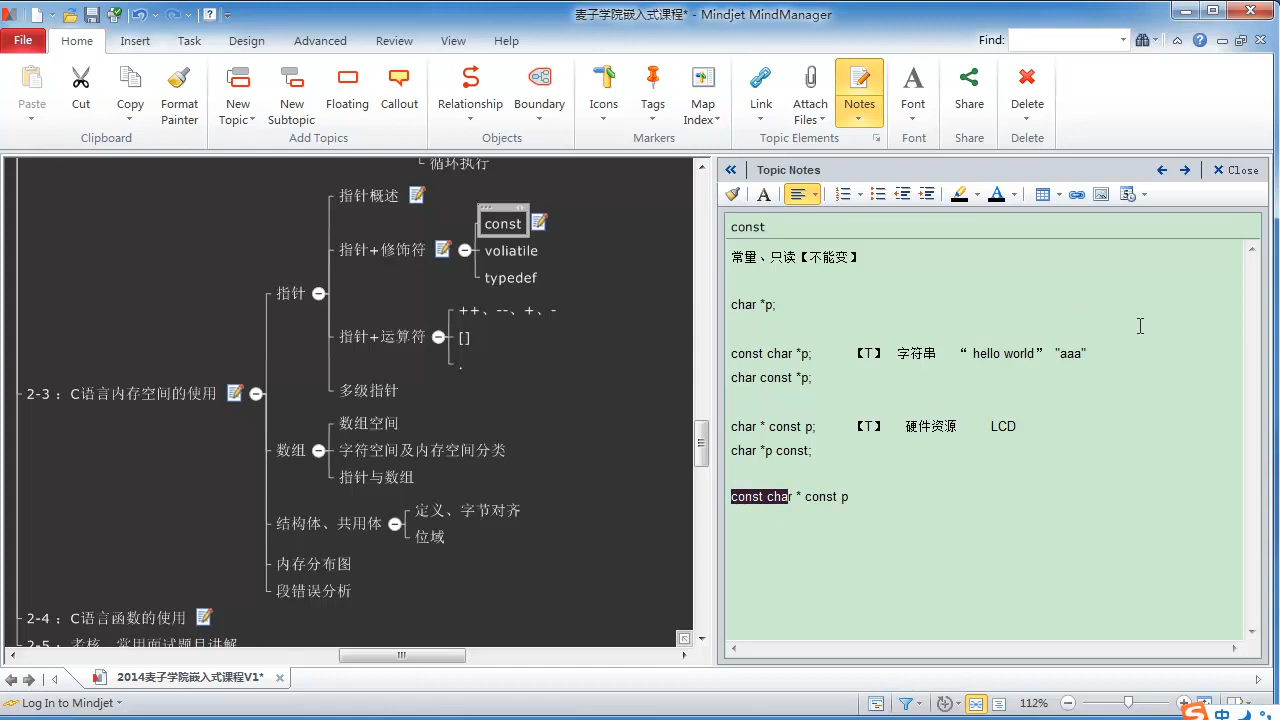 麦子学院嵌入式课程* - Mindjet MindManager
File Home Insert Task Design Advanced Review View Help Find:
Paste Cut Copy Format Painter New Topic New Subtopic Floating Callout Relationship Boundary Icons Tags Map Index Link Attach Files Notes Font Share Delete
Clipboard Add Topics Objects Markers Topic Elements Font Share Delete
循环执行
指针概述
const
指针+修饰符
voliatile
typedef
指针
++、--、+、-
指针+运算符
[]
.
多级指针
2-3 : C语言内存空间的使用
数组空间
数组
字符空间及内存空间分类
指针与数组
结构体、共用体
定义、字节对齐
位域
内存分布图
段错误分析
2-4 : C语言函数的使用
Topic Notes Close
const
常量、只读【不能变】
char *p;
const char *p; 【T】 字符串 “ hello world” "aaa"
char const *p;
char * const p; 【T】 硬件资源 LCD
char *p const;
const char * const p
2014麦子学院嵌入式课程V1*
Log In to Mindjet 112%
中